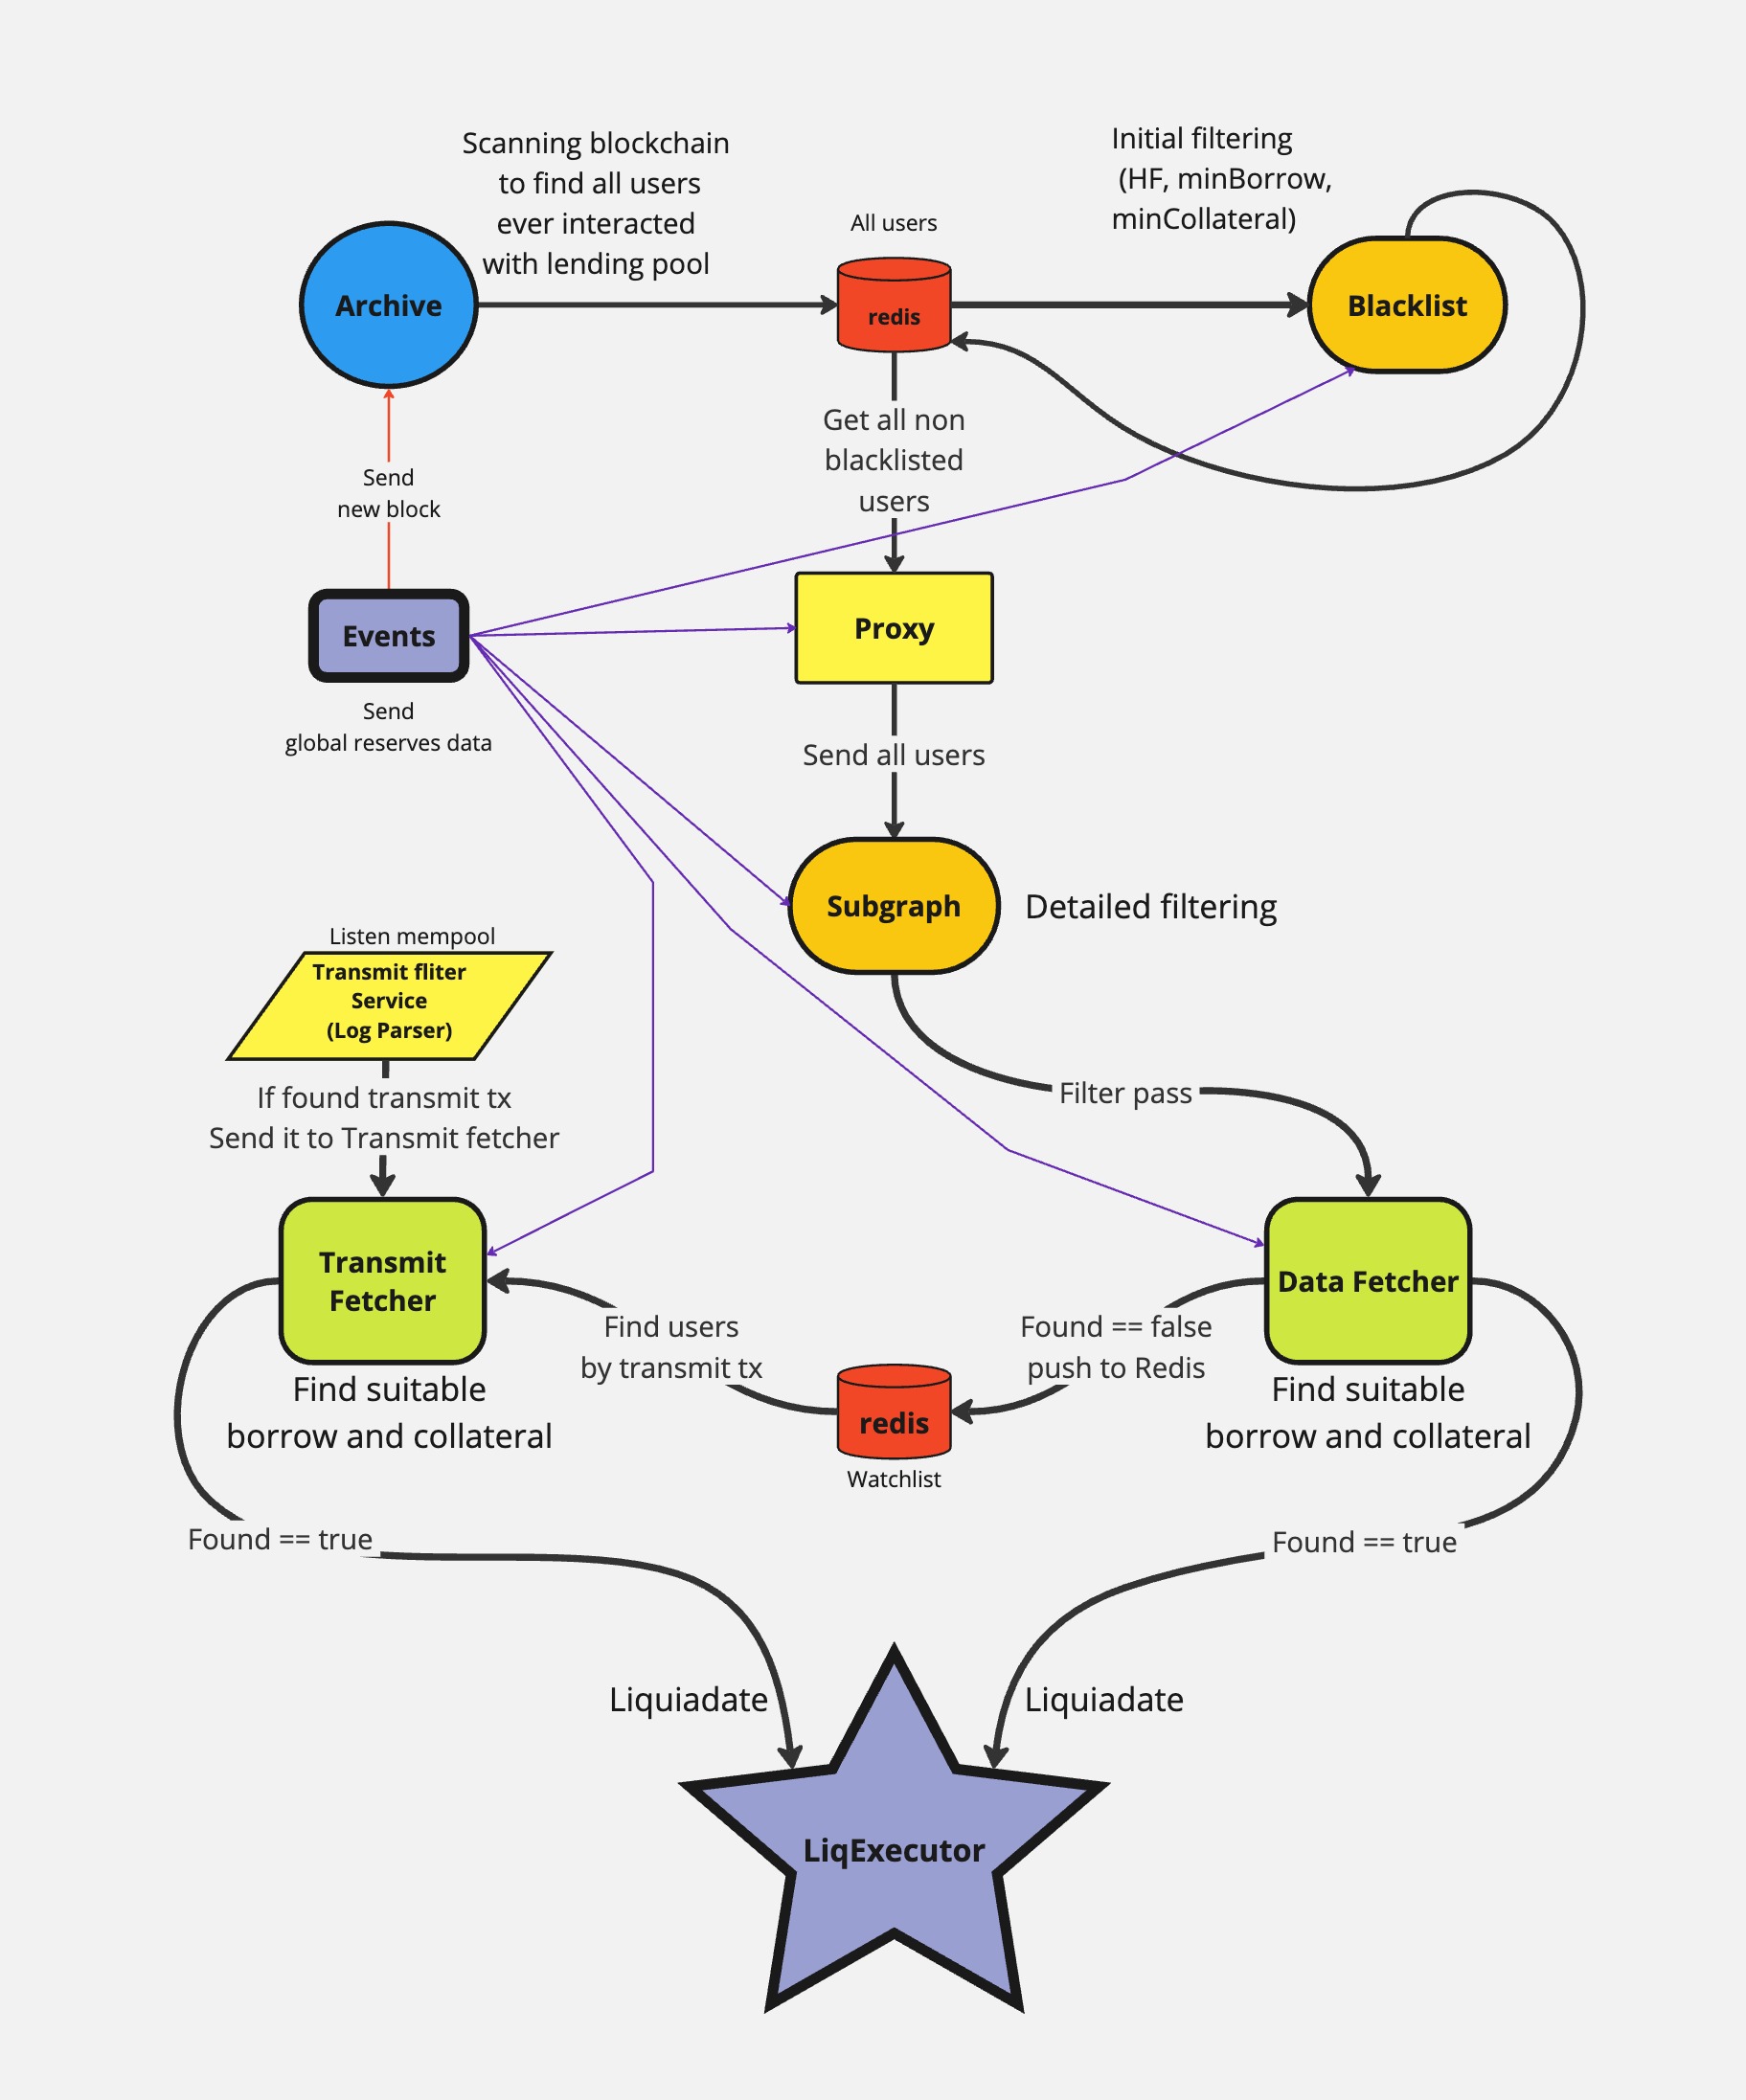 Scanning blockchain
to find all users
ever interacted
with lending pool
Initial filtering
(HF, minBorrow,
minCollateral)
All users
Archive
redis
Blacklist
Get all non
blacklisted
users
Send
new block
Events
Proxy
Send
global reserves data
Send all users
Subgraph
Detailed filtering
Listen mempool
Transmit fliter
Service
(Log Parser)
If found transmit tx
Send it to Transmit fetcher
Filter pass
Transmit
Fetcher
Data Fetcher
Find users
by transmit tx
Found == false
push to Redis
Find suitable
borrow and collateral
redis
Watchlist
Find suitable
borrow and collateral
Found == true
Found == true
Liquiadate
Liquiadate
LiqExecutor